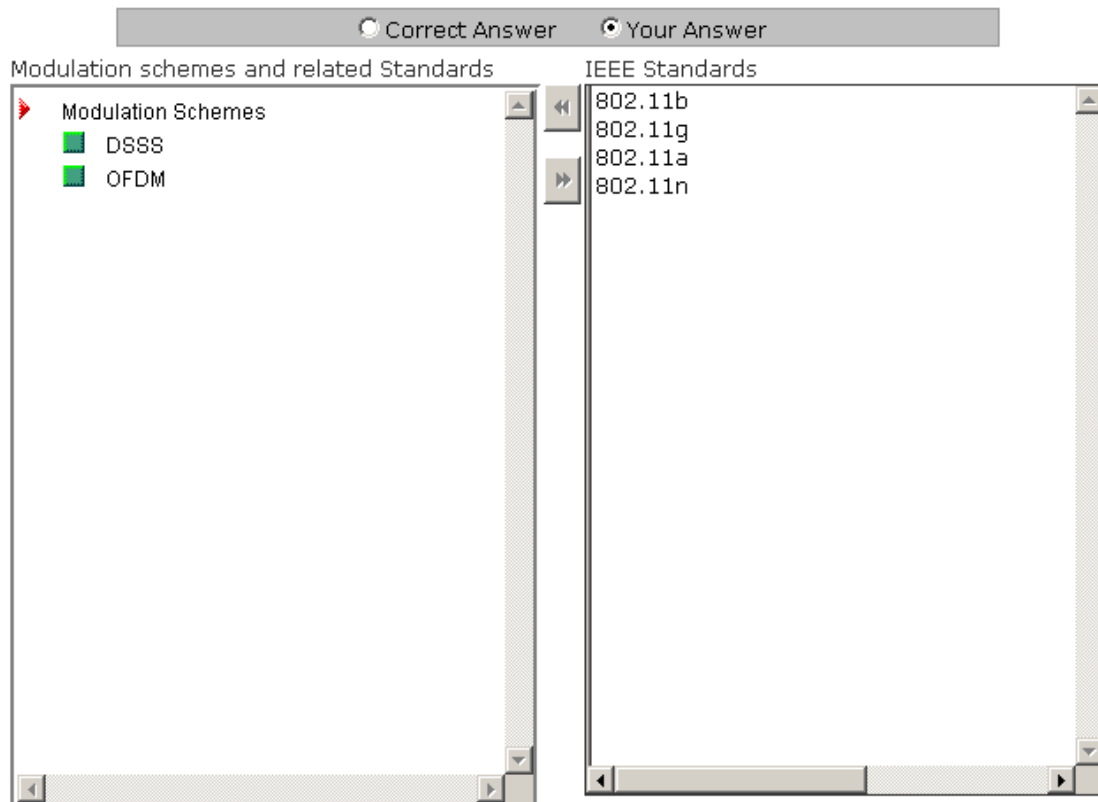 Correct Answer Your Answer
Modulation schemes and related Standards
Modulation Schemes
DSSS
OFDM
IEEE Standards
802.11b
802.11g
802.11a
802.11n